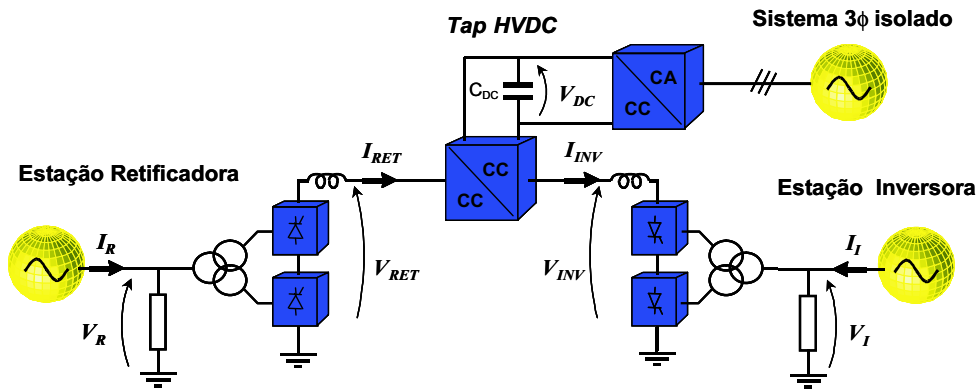 Tap HVDC
Sistema 3ϕ isolado
C_DC
V_DC
CA
CC
I_RET
I_INV
CC
CC
Estação Retificadora
Estação Inversora
I_R
I_I
V_RET
V_INV
V_R
V_I